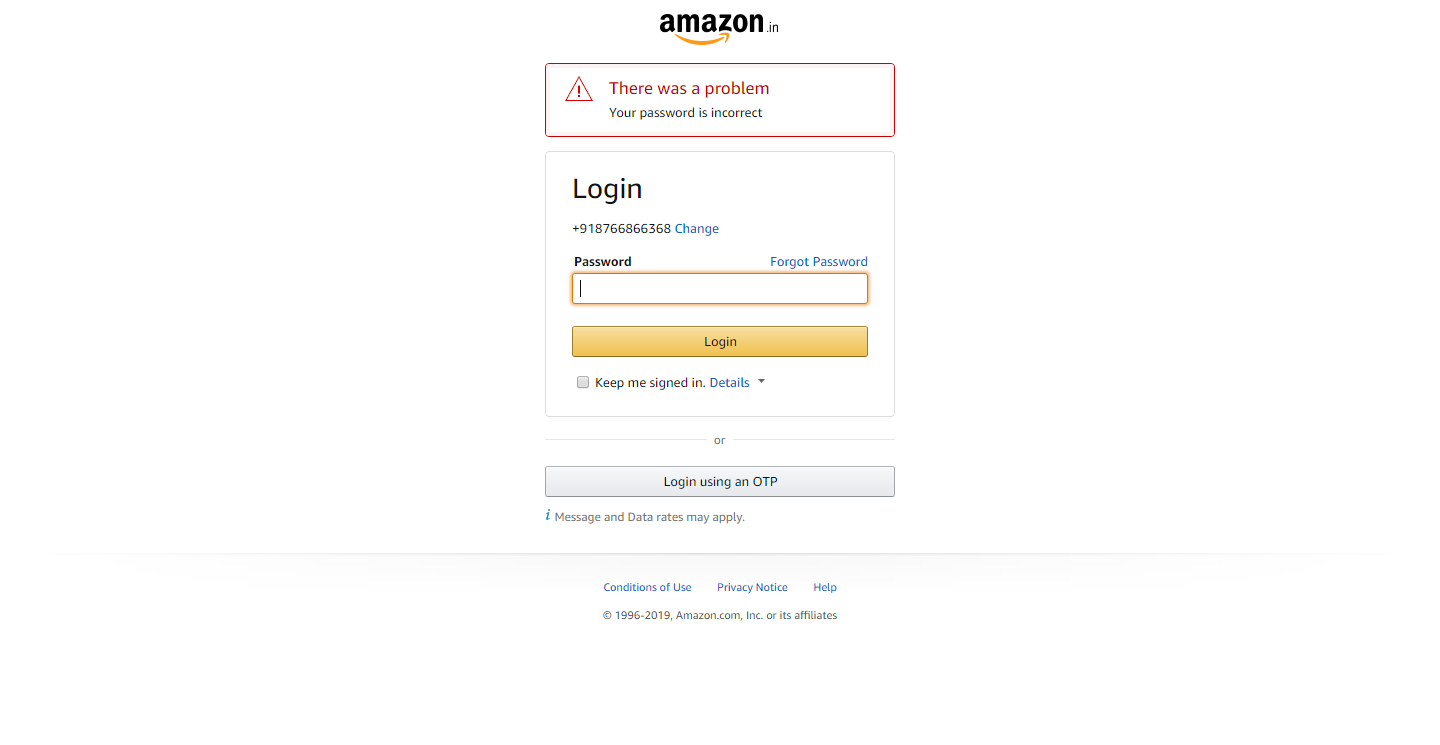 amazon.in
There was a problem
Your password is incorrect
Login
+918766866368 Change
Password Forgot Password
Login
Keep me signed in. Details
or
Login using an OTP
i Message and Data rates may apply.
Conditions of Use Privacy Notice Help
© 1996-2019, Amazon.com, Inc. or its affiliates